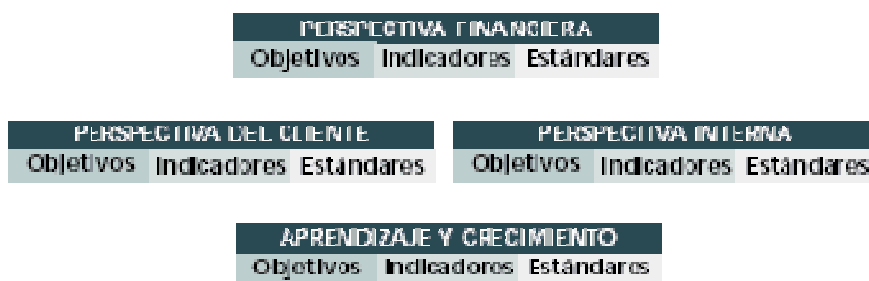 PERSPECTIVA FINANCIERA
Objetivos Indicadores Estándares
PERSPECTIVA DEL CLIENTE
Objetivos Indicadores Estándares
PERSPECTIVA INTERNA
Objetivos Indicadores Estándares
APRENDIZAJE Y CRECIMIENTO
Objetivos Indicadores Estándares